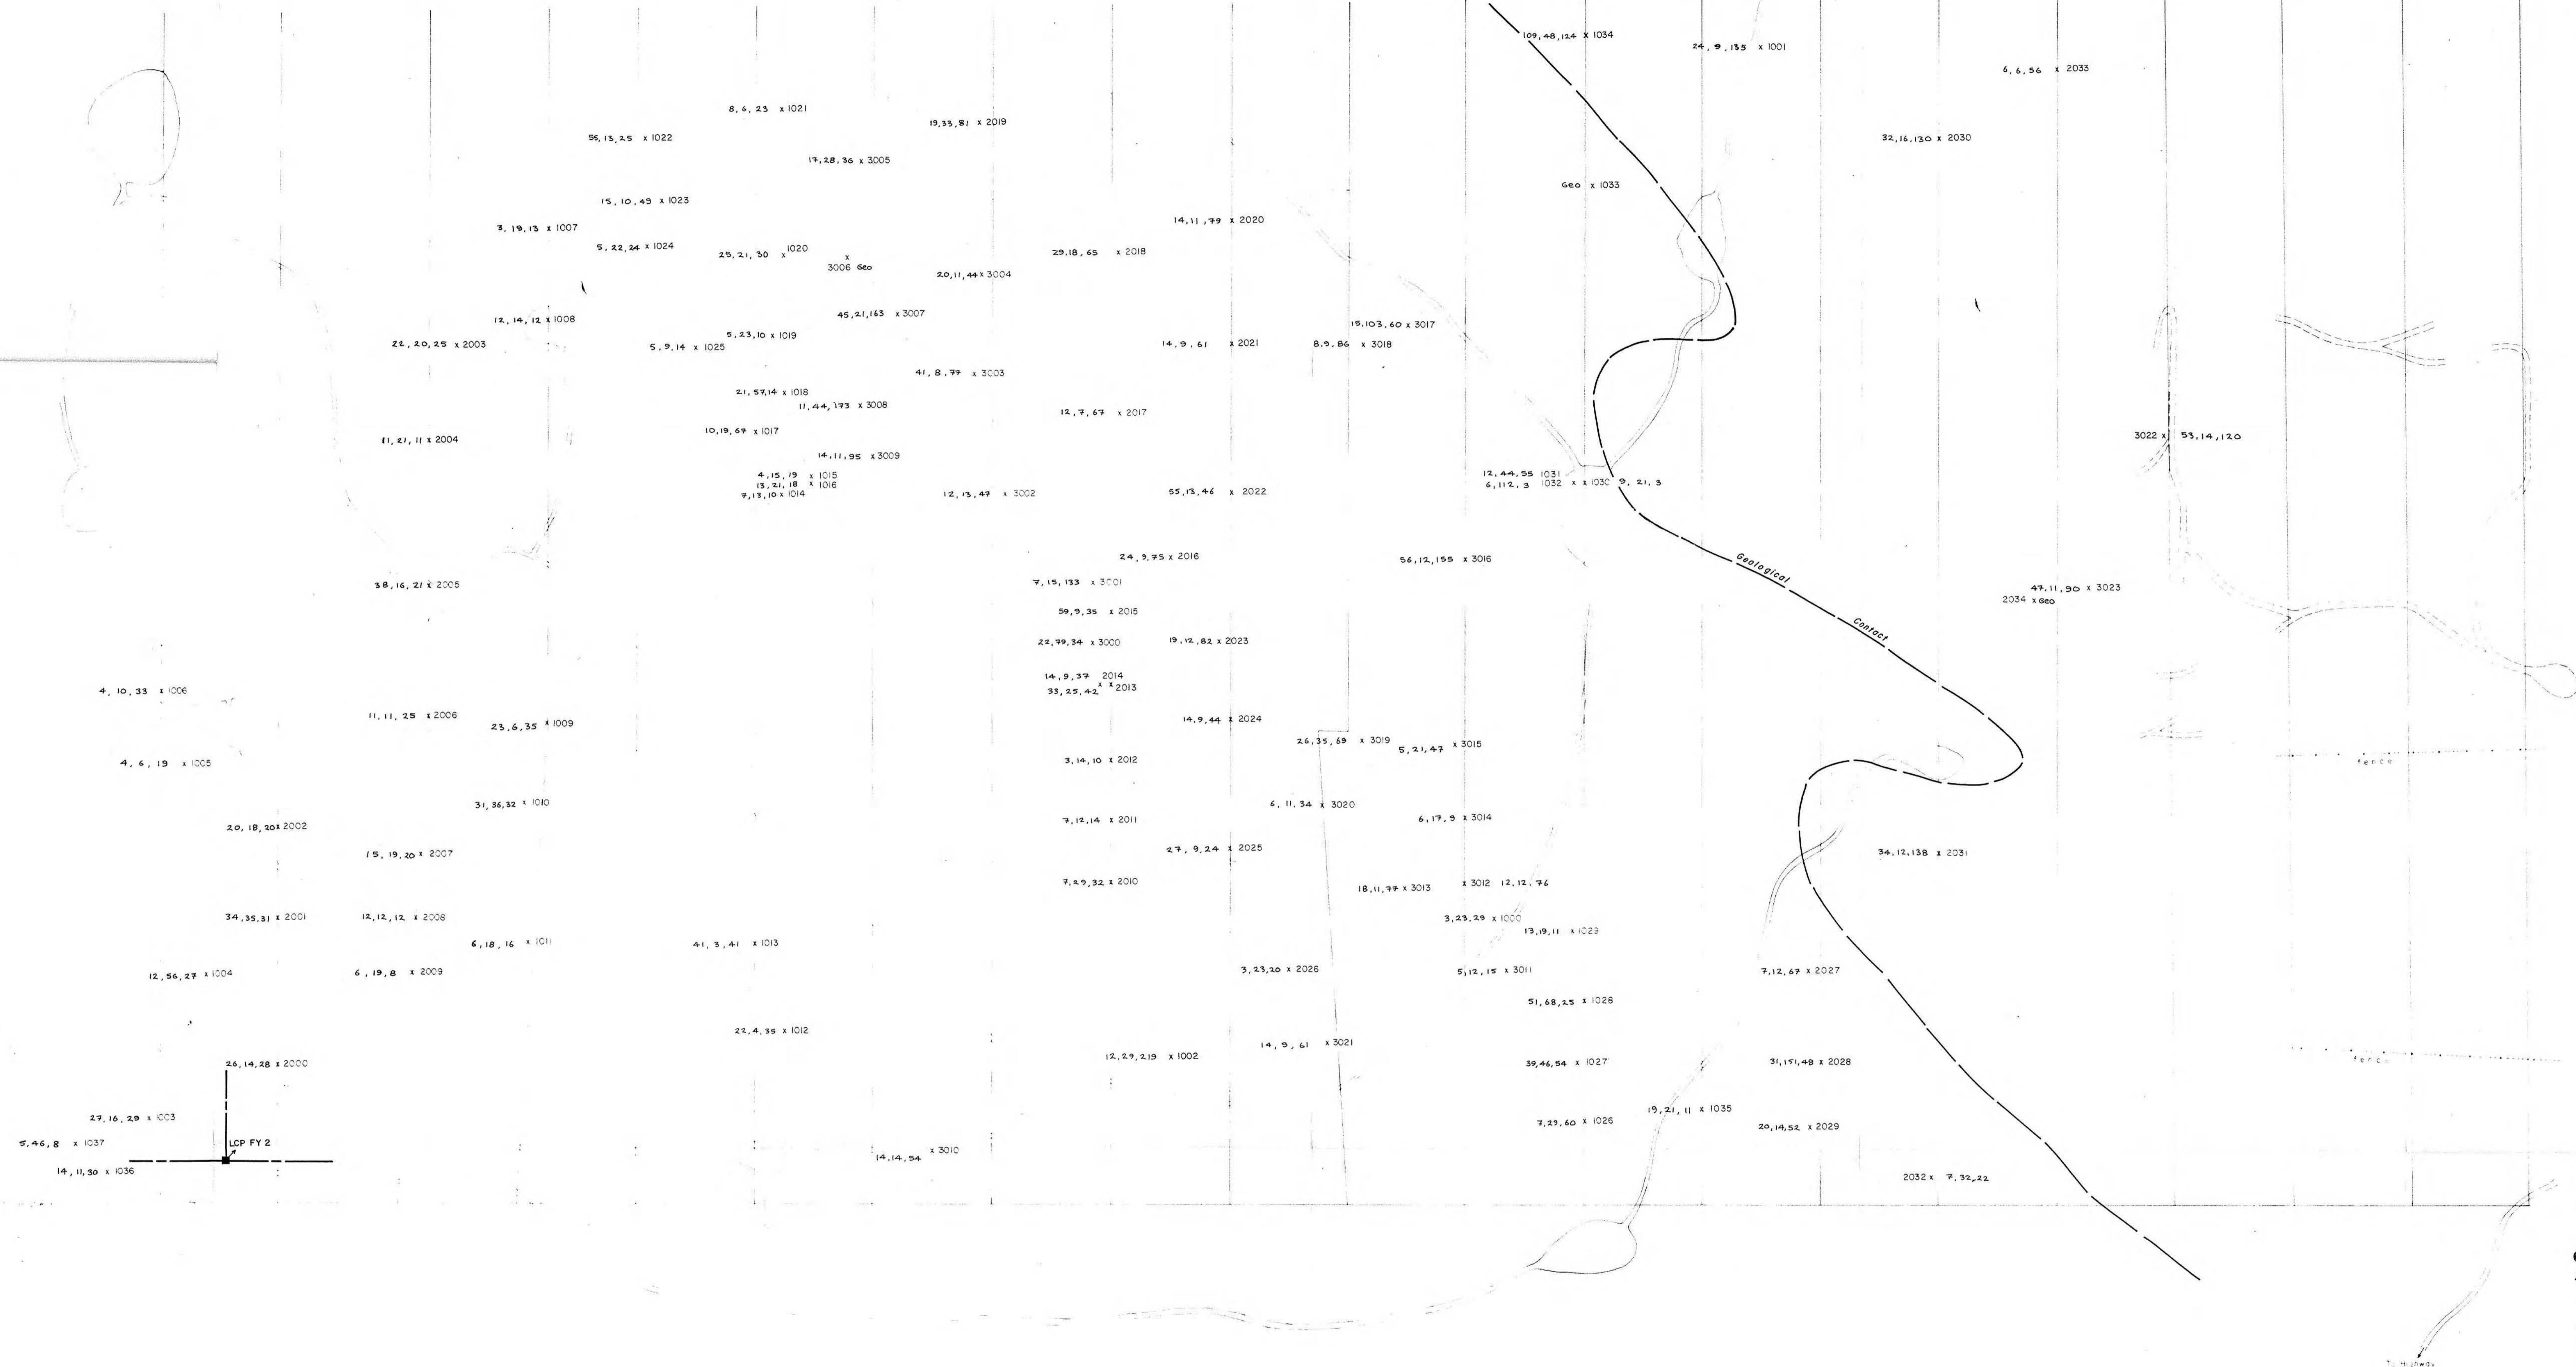 109, 48, 124 x 1034
24, 9, 135 x 1001
6, 6, 56 x 2033
8, 6, 23 x 1021
19, 33, 81 x 2019
55, 13, 25 x 1022
32, 16, 130 x 2030
17, 28, 36 x 3005
Geo x 1033
15, 10, 49 x 1023
14, 11, 79 x 2020
3, 19, 13 x 1007
5, 22, 24 x 1024
25, 21, 30 x 1020
x
3006 Geo
29, 18, 65 x 2018
20, 11, 44 x 3004
12, 14, 12 x 1008
45, 21, 163 x 3007
15, 103, 60 x 3017
5, 23, 10 x 1019
22, 20, 25 x 2003
5, 9, 14 x 1025
14, 9, 61 x 2021
8, 9, 86 x 3018
41, 8, 77 x 3003
21, 57, 14 x 1018
11, 44, 173 x 3008
12, 7, 67 x 2017
10, 19, 67 x 1017
11, 21, 11 x 2004
3022 x 53, 14, 120
14, 11, 95 x 3009
4, 15, 19 x 1015
13, 21, 18 x 1016
7, 13, 10 x 1014
12, 44, 55 1031
6, 112, 3 1032 x x 1030 9, 21, 3
12, 13, 47 x 3002
55, 13, 46 x 2022
24, 9, 75 x 2016
56, 12, 155 x 3016
Geological
Contact
7, 15, 133 x 3001
38, 16, 21 x 2005
47, 11, 90 x 3023
2034 x Geo
59, 9, 35 x 2015
22, 79, 34 x 3000
19, 12, 82 x 2023
14, 9, 37 2014
33, 25, 42 x x 2013
4, 10, 33 x 1006
11, 11, 25 x 2006
23, 6, 35 x 1009
14, 9, 44 x 2024
26, 35, 69 x 3019
5, 21, 47 x 3015
4, 6, 19 x 1005
3, 14, 10 x 2012
fence
31, 36, 32 x 1010
6, 11, 34 x 3020
20, 18, 20 x 2002
7, 12, 14 x 2011
6, 17, 9 x 3014
15, 19, 20 x 2007
27, 9, 24 x 2025
34, 12, 138 x 2031
7, 29, 32 x 2010
18, 11, 77 x 3013
x 3012 12, 12, 76
34, 35, 31 x 2001
12, 12, 12 x 2008
3, 23, 29 x 1000
13, 19, 11 x 1029
6, 18, 16 x 1011
41, 3, 41 x 1013
12, 56, 27 x 1004
6, 19, 8 x 2009
3, 23, 20 x 2026
5, 12, 15 x 3011
7, 12, 67 x 2027
51, 68, 25 x 1028
22, 4, 35 x 1012
14, 9, 61 x 3021
12, 29, 219 x 1002
26, 14, 28 x 2000
39, 46, 54 x 1027
31, 151, 48 x 2028
fence
27, 16, 29 x 1003
19, 21, 11 x 1035
7, 29, 60 x 1026
20, 14, 52 x 2029
5, 46, 8 x 1037
LCP FY 2
14, 14, 54 x 3010
14, 11, 30 x 1036
2032 x 7, 32, 22
To Highway